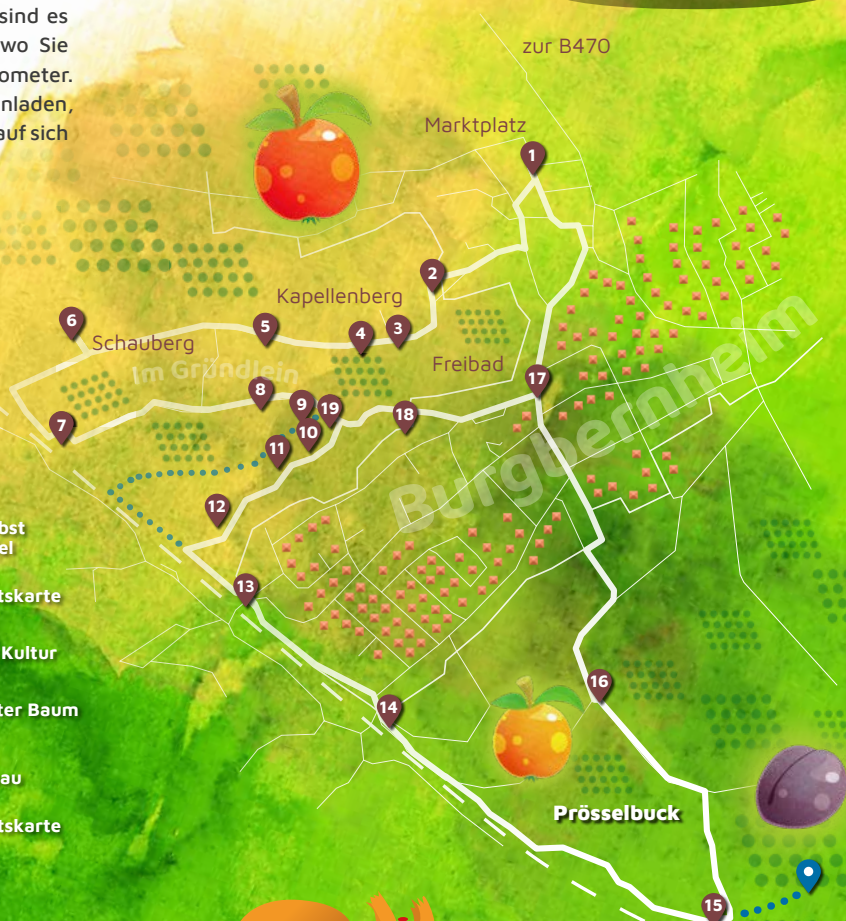 sind es
wo Sie
ometer.
nladen,
auf sich
zur B470
Marktplatz
1
2
Kapellenberg
6
5
4
3
Schauberg
Im Gründlein
Freibad
17
8
9
19
18
7
10
11
Burgbernheim
12
bst
el
13
tskarte
Kultur
16
ter Baum
14
au
Prösselbuck
tskarte
15